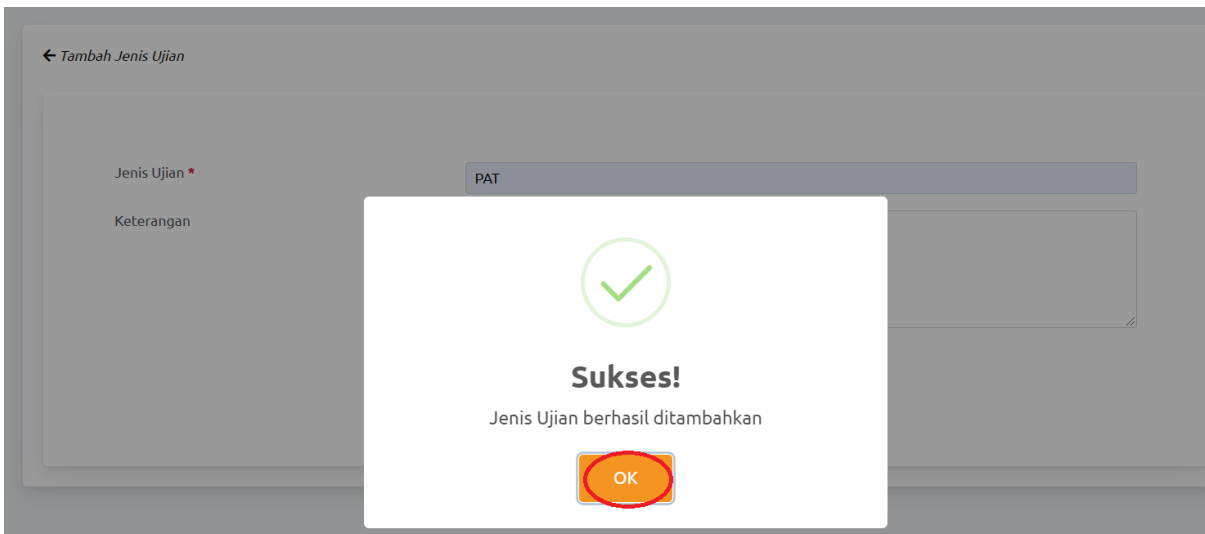 ← Tambah Jenis Ujian
Jenis Ujian *
PAT
Keterangan
Sukses!
Jenis Ujian berhasil ditambahkan
OK